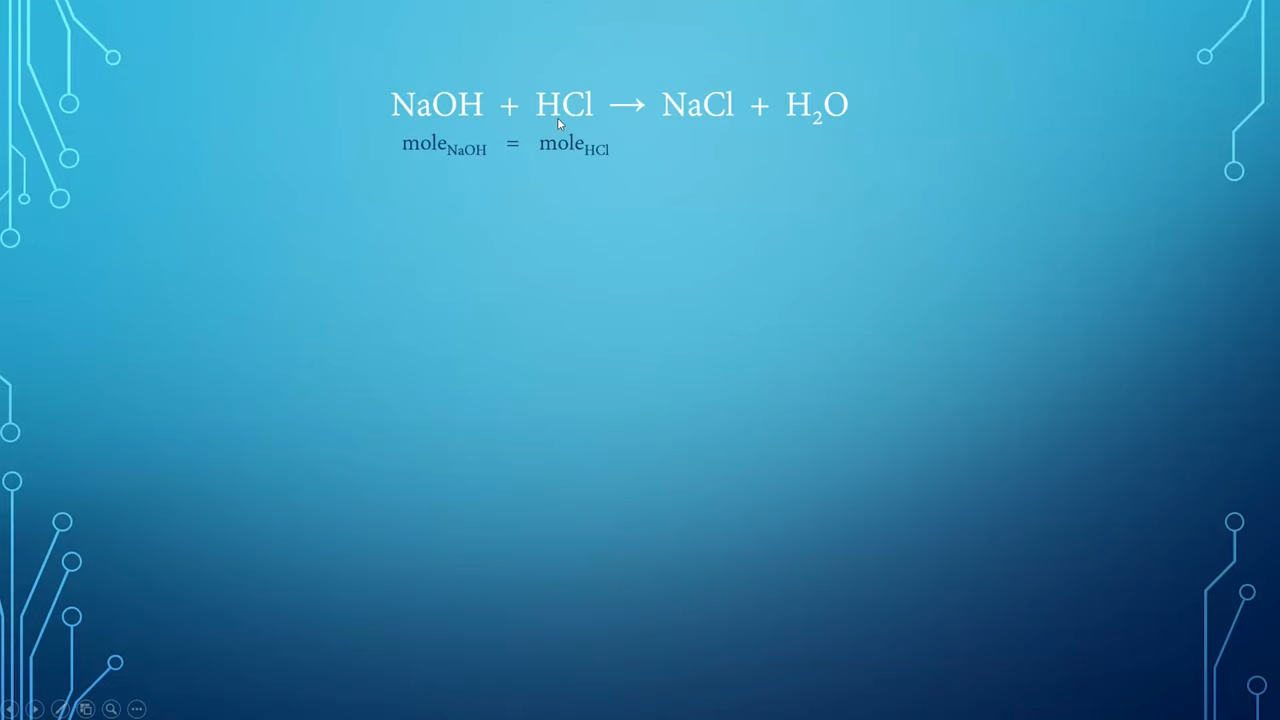 NaOH + HCl → NaCl + H₂O
mole_NaOH = mole_HCl